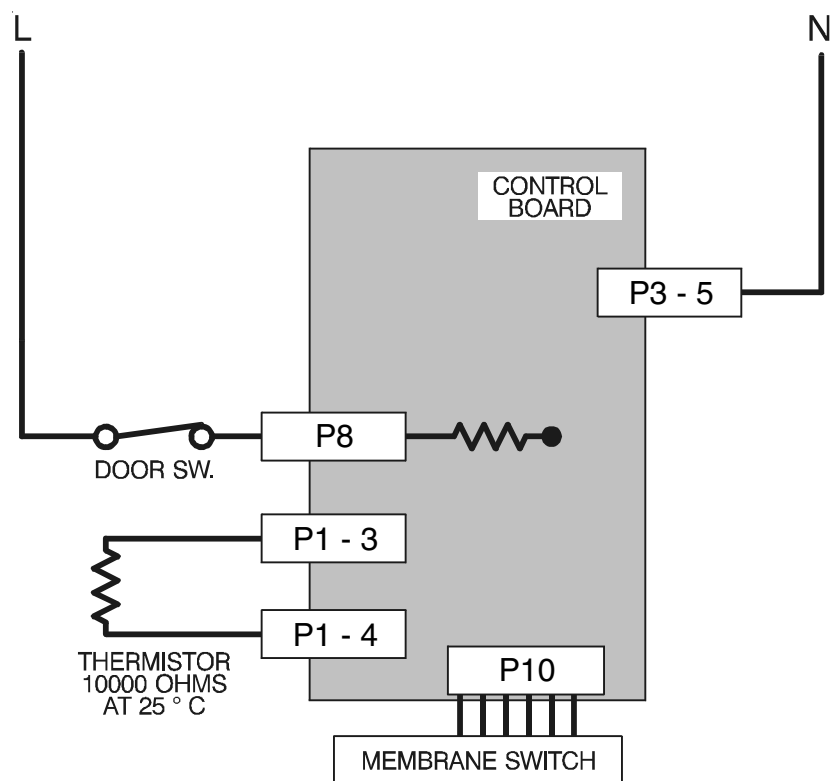 L
N
CONTROL
BOARD
P3 - 5
P8
DOOR SW.
P1 - 3
P1 - 4
THERMISTOR
10000 OHMS
AT 25 ° C
P10
MEMBRANE SWITCH